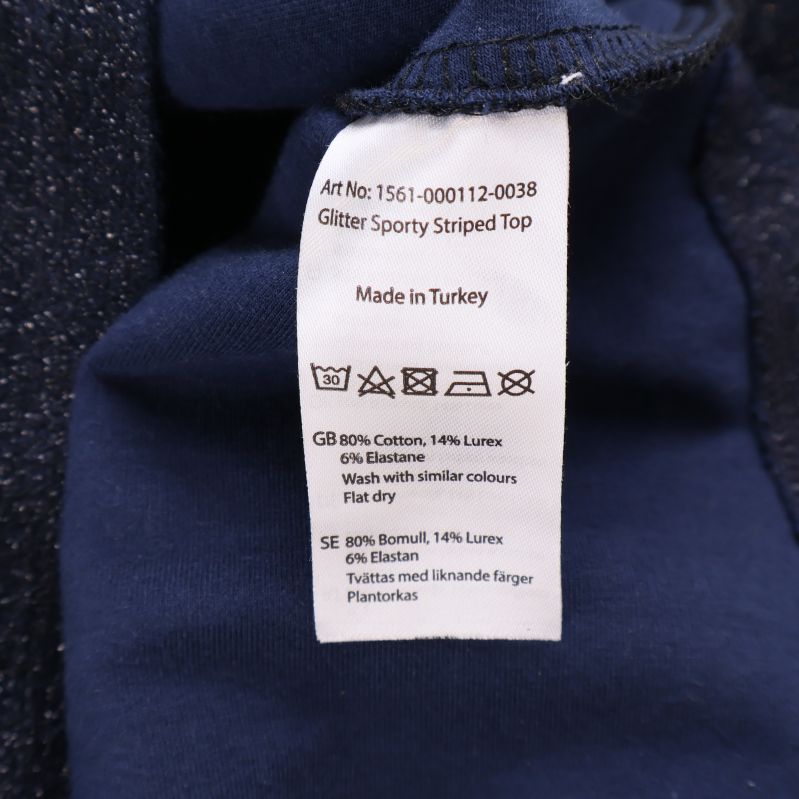 Art No: 1561-000112-0038
Glitter Sporty Striped Top
Made in Turkey
30
GB 80% Cotton, 14% Lurex
6% Elastane
Wash with similar colours
Flat dry
SE 80% Bomull, 14% Lurex
6% Elastan
Tvättas med liknande färger
Plantorkas